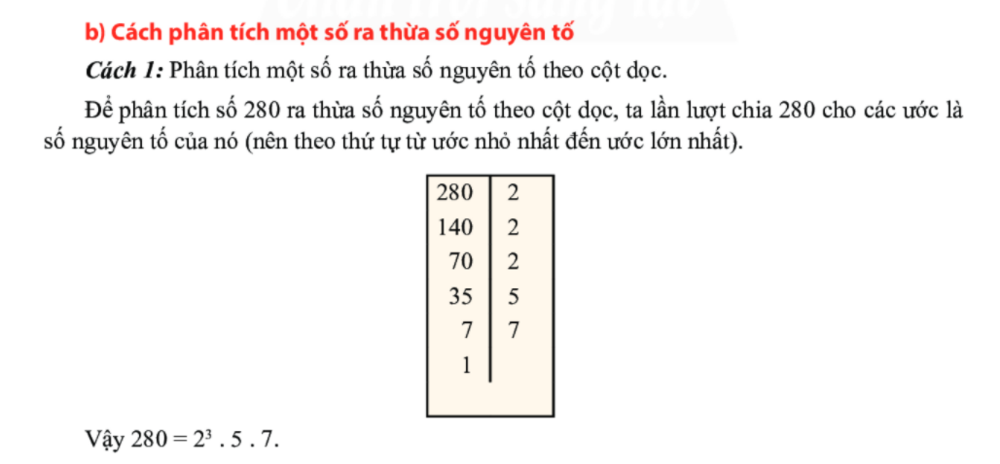 b) Cách phân tích một số ra thừa số nguyên tố
Cách 1: Phân tích một số ra thừa số nguyên tố theo cột dọc.
Để phân tích số 280 ra thừa số nguyên tố theo cột dọc, ta lần lượt chia 280 cho các ước là
số nguyên tố của nó (nên theo thứ tự từ ước nhỏ nhất đến ước lớn nhất).
280 2
140 2
70 2
35 5
7 7
1
Vậy 280 = 2³ . 5 . 7.